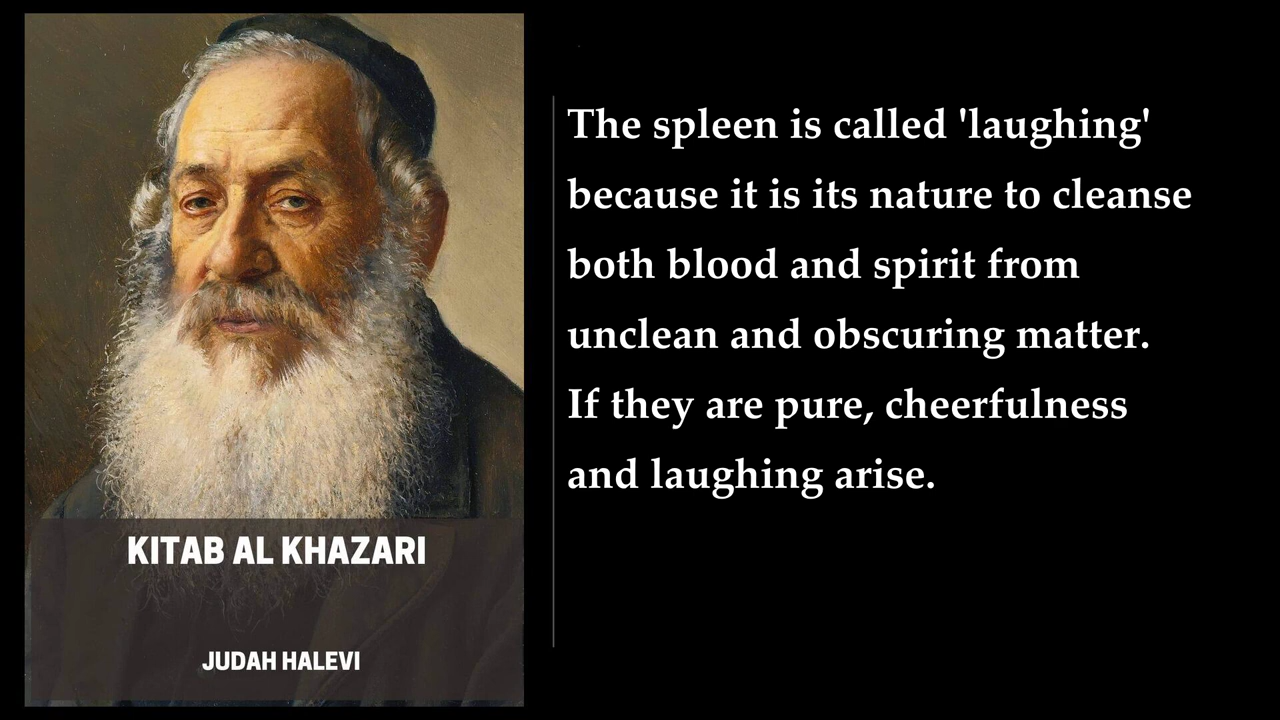 KITAB AL KHAZARI
JUDAH HALEVI
The spleen is called 'laughing'
because it is its nature to cleanse
both blood and spirit from
unclean and obscuring matter.
If they are pure, cheerfulness
and laughing arise.